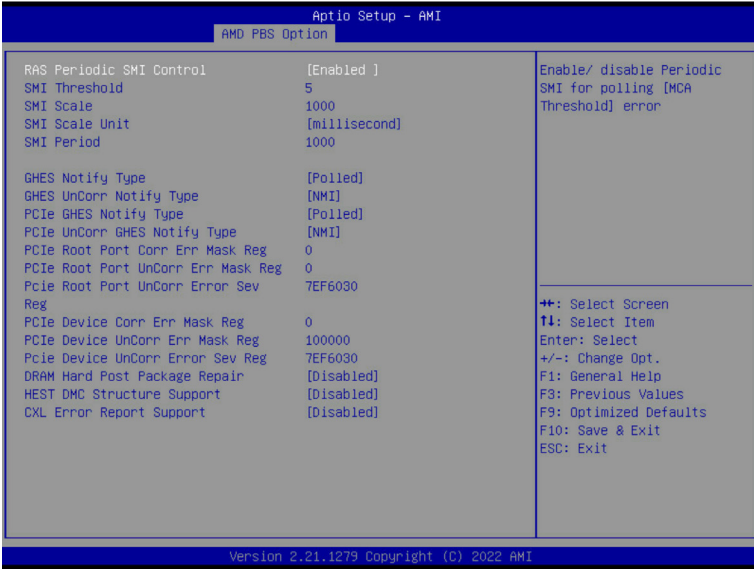 Aptio Setup - AMI
AMD PBS Option
RAS Periodic SMI Control [Enabled ]
SMI Threshold 5
SMI Scale 1000
SMI Scale Unit [millisecond]
SMI Period 1000
GHES Notify Type [Polled]
GHES UnCorr Notify Type [NMI]
PCIe GHES Notify Type [Polled]
PCIe UnCorr GHES Notify Type [NMI]
PCIe Root Port Corr Err Mask Reg 0
PCIe Root Port UnCorr Err Mask Reg 0
Pcie Root Port UnCorr Error Sev 7EF6030
Reg
PCIe Device Corr Err Mask Reg 0
PCIe Device UnCorr Err Mask Reg 100000
Pcie Device UnCorr Error Sev Reg 7EF6030
DRAM Hard Post Package Repair [Disabled]
HEST DMC Structure Support [Disabled]
CXL Error Report Support [Disabled]
Enable/ disable Periodic
SMI for polling [MCA
Threshold] error
→←: Select Screen
↑↓: Select Item
Enter: Select
+/-: Change Opt.
F1: General Help
F3: Previous Values
F9: Optimized Defaults
F10: Save & Exit
ESC: Exit
Version 2.21.1279 Copyright (C) 2022 AMI